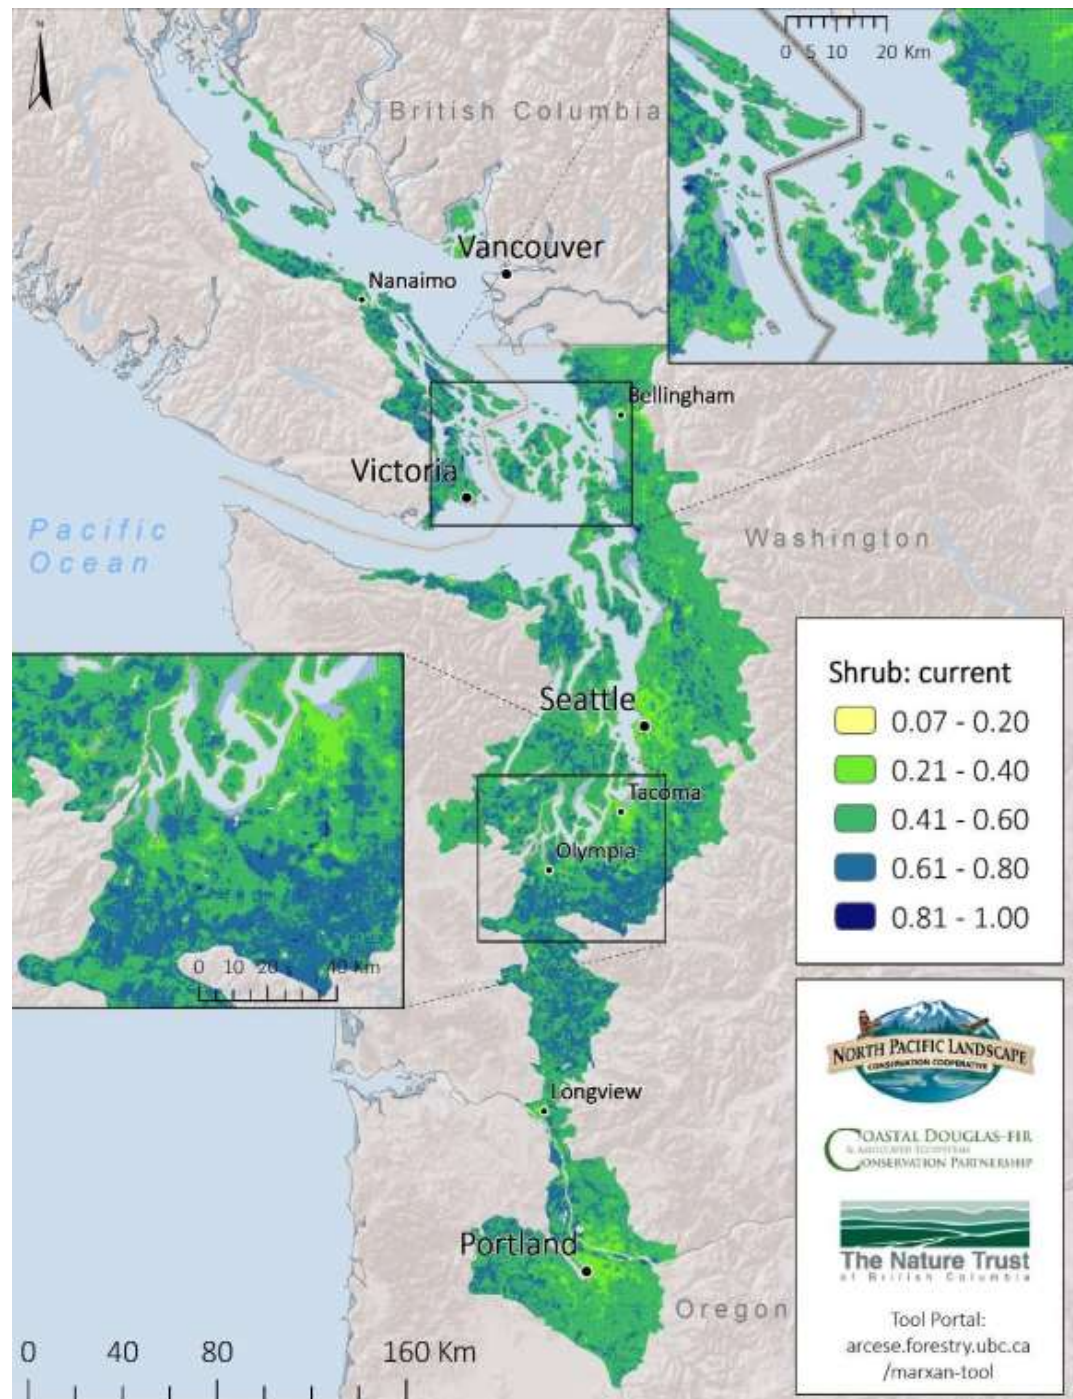 N
0 5 10 20 Km
British Columbia
Vancouver
Nanaimo
Bellingham
Victoria
Pacific
Ocean
Washington
Seattle
Tacoma
Olympia
0 10 20 40 Km
Longview
Portland
Oregon
0 40 80 160 Km
Shrub: current
0.07 - 0.20
0.21 - 0.40
0.41 - 0.60
0.61 - 0.80
0.81 - 1.00
NORTH PACIFIC LANDSCAPE
CONSERVATION COOPERATIVE
COASTAL DOUGLAS-FIR
& ASSOCIATED ECOSYSTEMS
CONSERVATION PARTNERSHIP
The Nature Trust
of British Columbia
Tool Portal:
arcese.forestry.ubc.ca
/marxan-tool